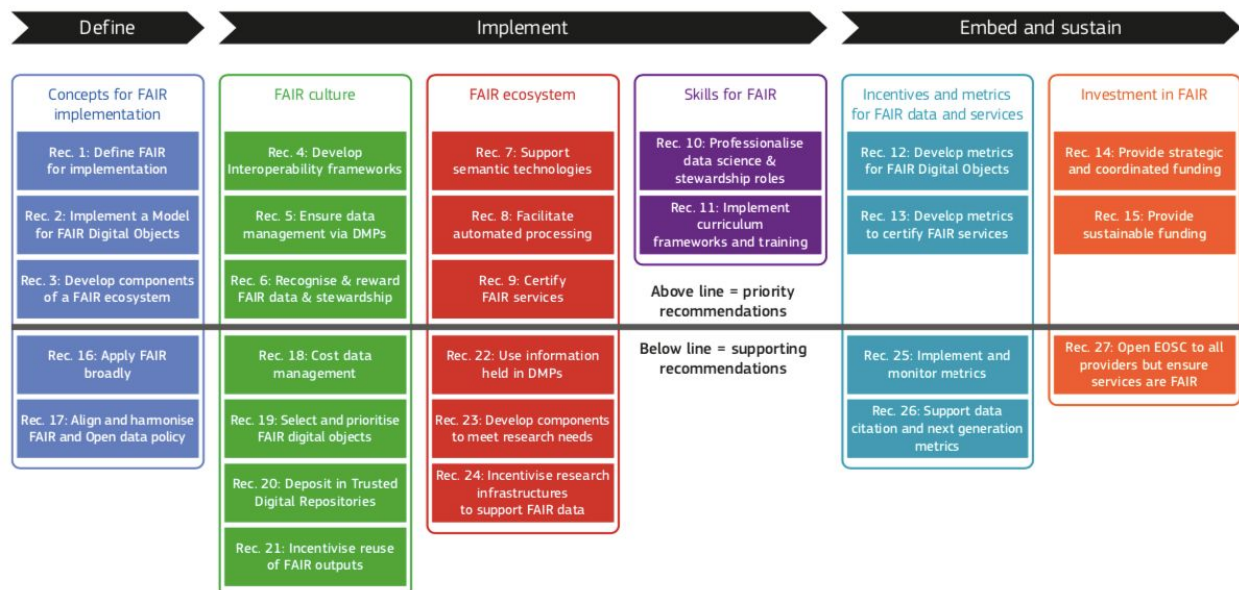 Define
Implement
Embed and sustain
Concepts for FAIR
implementation
Rec. 1: Define FAIR
for implementation
Rec. 2: Implement a Model
for FAIR Digital Objects
Rec. 3: Develop components
of a FAIR ecosystem
Rec. 16: Apply FAIR
broadly
Rec. 17: Align and harmonise
FAIR and Open data policy
FAIR culture
Rec. 4: Develop
Interoperability frameworks
Rec. 5: Ensure data
management via DMPs
Rec. 6: Recognise & reward
FAIR data & stewardship
Rec. 18: Cost data
management
Rec. 19: Select and prioritise
FAIR digital objects
Rec. 20: Deposit in Trusted
Digital Repositories
Rec. 21: Incentivise reuse
of FAIR outputs
FAIR ecosystem
Rec. 7: Support
semantic technologies
Rec. 8: Facilitate
automated processing
Rec. 9: Certify
FAIR services
Rec. 22: Use information
held in DMPs
Rec. 23: Develop components
to meet research needs
Rec. 24: Incentivise research
infrastructures
to support FAIR data
Skills for FAIR
Rec. 10: Professionalise
data science &
stewardship roles
Rec. 11: Implement
curriculum
frameworks and training
Above line = priority
recommendations
Below line = supporting
recommendations
Incentives and metrics
for FAIR data and services
Rec. 12: Develop metrics
for FAIR Digital Objects
Rec. 13: Develop metrics
to certify FAIR services
Rec. 25: Implement and
monitor metrics
Rec. 26: Support data
citation and next generation
metrics
Investment in FAIR
Rec. 14: Provide strategic
and coordinated funding
Rec. 15: Provide
sustainable funding
Rec. 27: Open EOSC to all
providers but ensure
services are FAIR